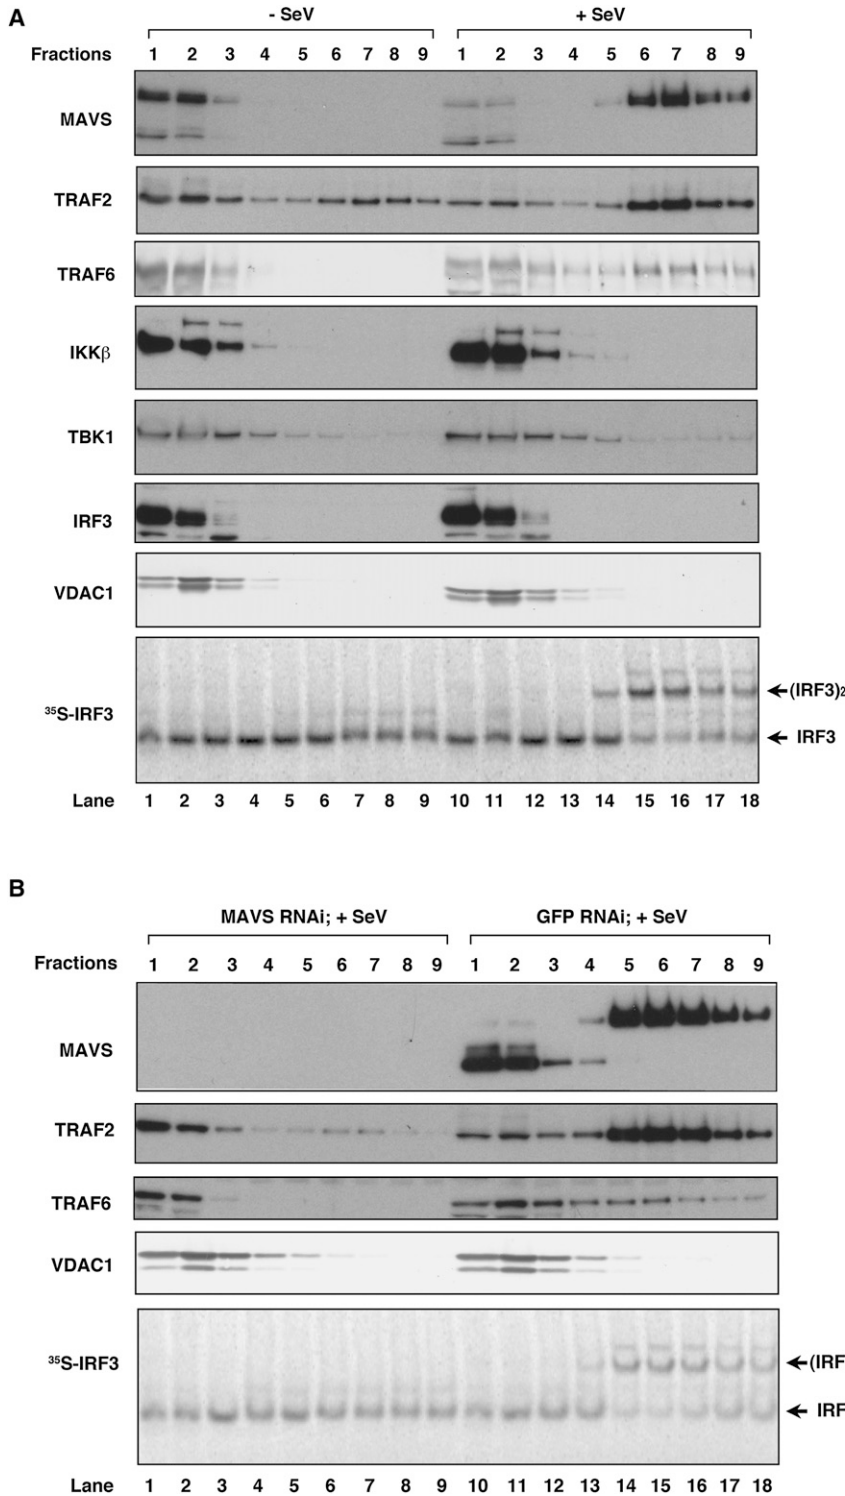 A
- SeV + SeV
Fractions 1 2 3 4 5 6 7 8 9 1 2 3 4 5 6 7 8 9
MAVS
TRAF2
TRAF6
IKKβ
TBK1
IRF3
VDAC1
(IRF3)2
³⁵S-IRF3
IRF3
Lane 1 2 3 4 5 6 7 8 9 10 11 12 13 14 15 16 17 18
B
MAVS RNAi; + SeV GFP RNAi; + SeV
Fractions 1 2 3 4 5 6 7 8 9 1 2 3 4 5 6 7 8 9
MAVS
TRAF2
TRAF6
VDAC1
³⁵S-IRF3 (IRF
IRF
Lane 1 2 3 4 5 6 7 8 9 10 11 12 13 14 15 16 17 18